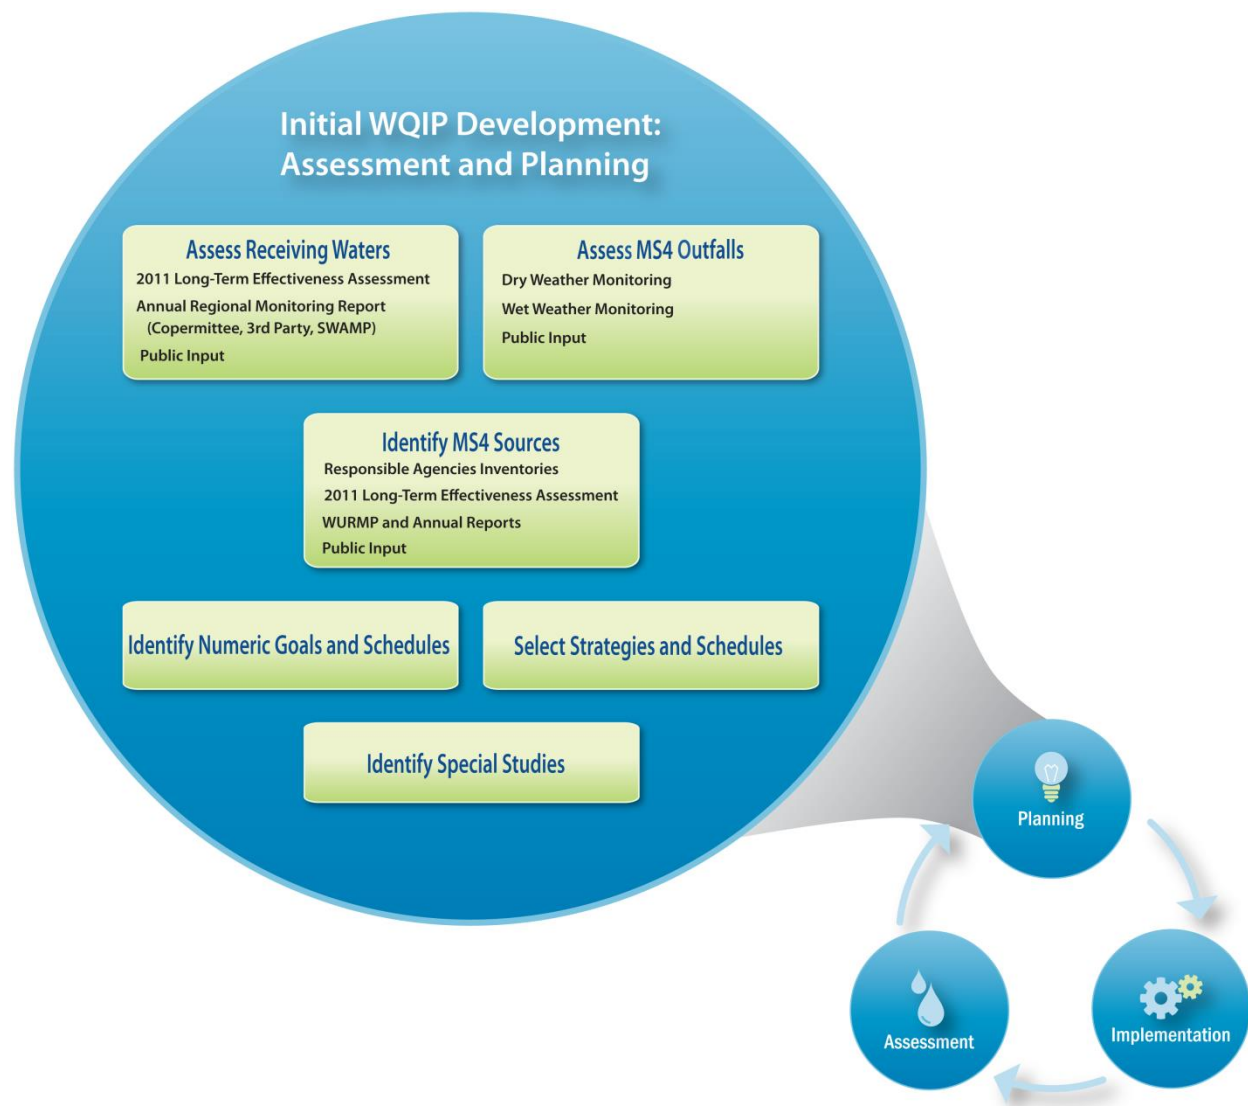 Initial WQIP Development:
Assessment and Planning
Assess Receiving Waters
2011 Long-Term Effectiveness Assessment
Annual Regional Monitoring Report
(Copermittee, 3rd Party, SWAMP)
Public Input
Assess MS4 Outfalls
Dry Weather Monitoring
Wet Weather Monitoring
Public Input
Identify MS4 Sources
Responsible Agencies Inventories
2011 Long-Term Effectiveness Assessment
WURMP and Annual Reports
Public Input
Identify Numeric Goals and Schedules
Select Strategies and Schedules
Identify Special Studies
Planning
Assessment
Implementation